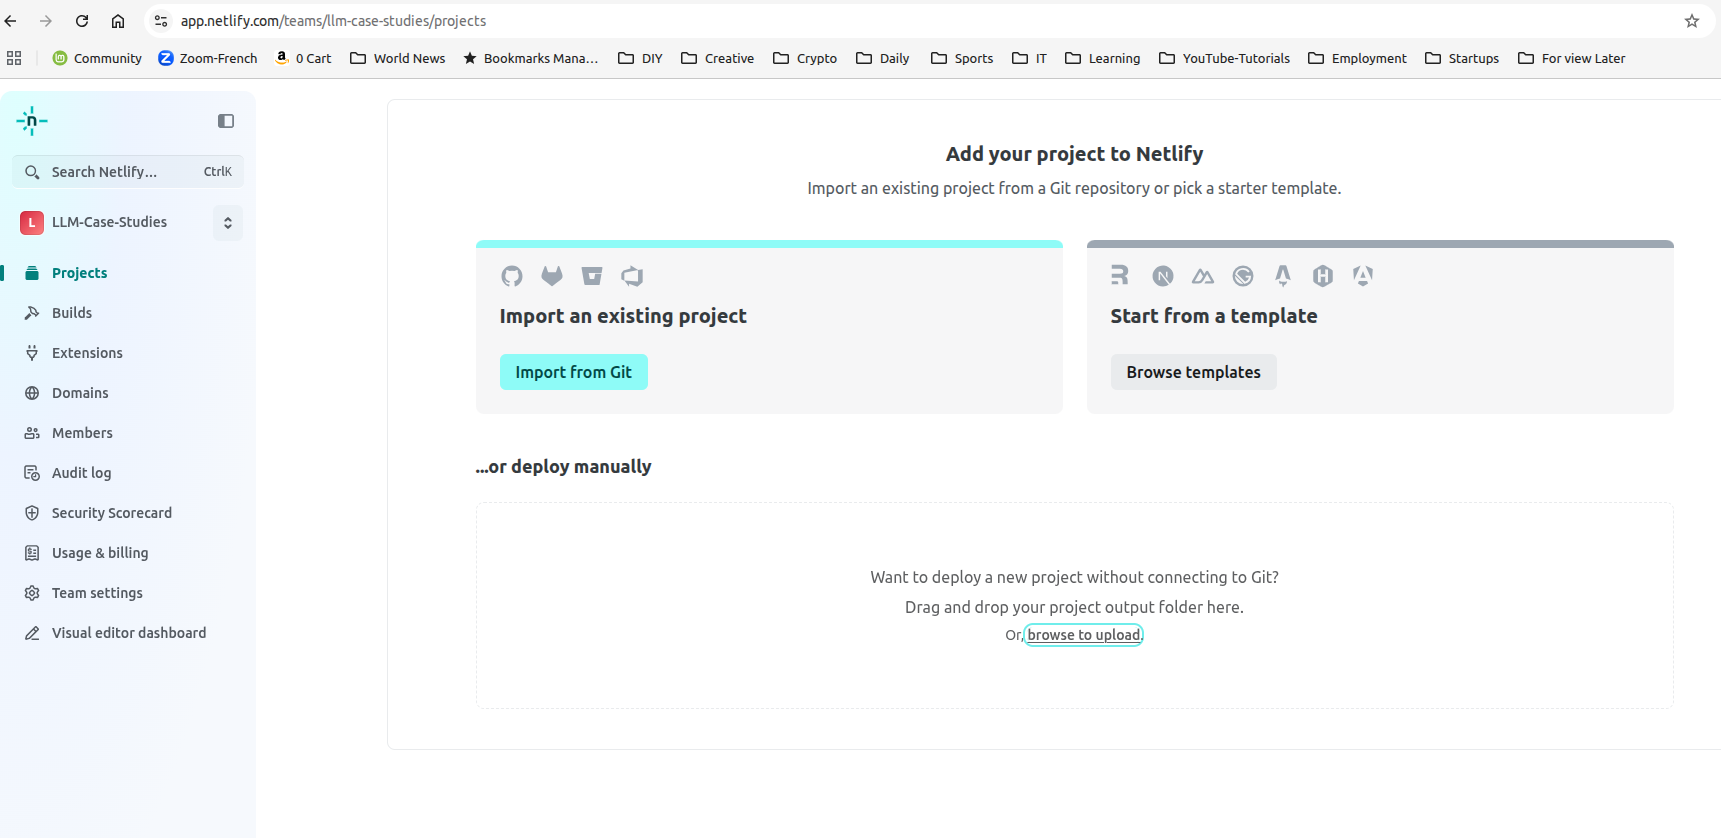 app.netlify.com/teams/llm-case-studies/projects
Community Zoom-French 0 Cart World News Bookmarks Mana... DIY Creative Crypto Daily Sports IT Learning YouTube-Tutorials Employment Startups For view Later
Search Netlify... CtrlK
L LLM-Case-Studies
Projects
Builds
Extensions
Domains
Members
Audit log
Security Scorecard
Usage & billing
Team settings
Visual editor dashboard
Add your project to Netlify
Import an existing project from a Git repository or pick a starter template.
Import an existing project
Import from Git
Start from a template
Browse templates
...or deploy manually
Want to deploy a new project without connecting to Git?
Drag and drop your project output folder here.
Or, browse to upload.